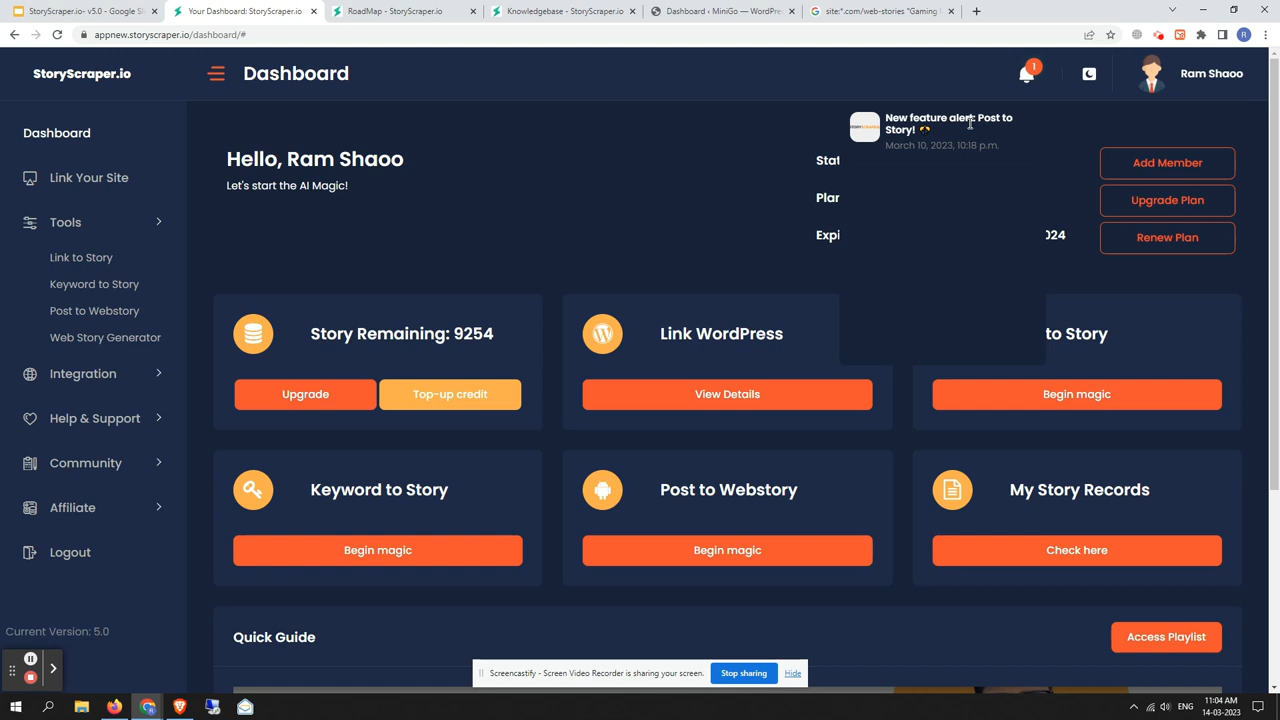 StoryScraper.io- v5.0 - Google Sl
Your Dashboard: StoryScraper.io
RoadMap - StoryScraper.io
Knowledgebase - StoryScraper.io
Dashboard ‹ MiniGo — WordPre
site:*.com/web-stories "Gaming
appnew.storyscraper.io/dashboard/#
R
StoryScraper.io
Dashboard
1
Ram Shaoo
Dashboard
Link Your Site
Tools
Link to Story
Keyword to Story
Post to Webstory
Web Story Generator
Integration
Help & Support
Community
Affiliate
Logout
Current Version: 5.0
Hello, Ram Shaoo
Let's start the AI Magic!
New feature alert: Post to
Story! 😎
March 10, 2023, 10:18 p.m.
Stat
Plan
Expi
024
Add Member
Upgrade Plan
Renew Plan
Story Remaining: 9254
Upgrade
Top-up credit
Link WordPress
View Details
to Story
Begin magic
Keyword to Story
Begin magic
Post to Webstory
Begin magic
My Story Records
Check here
Quick Guide
Access Playlist
Screencastify - Screen Video Recorder is sharing your screen.
Stop sharing
Hide
ENG
11:04 AM
14-03-2023